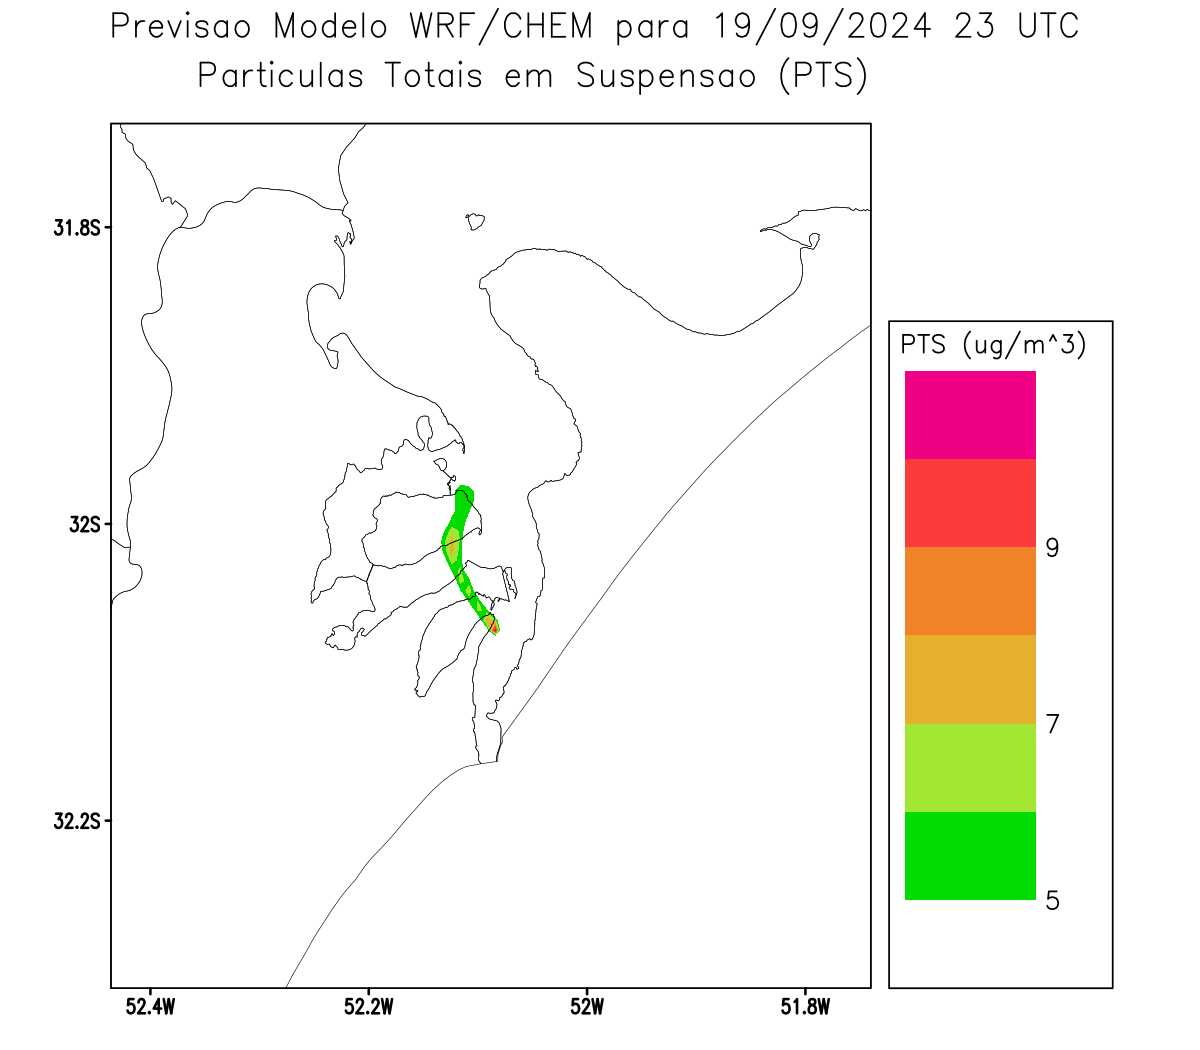 Previsao Modelo WRF/CHEM para 19/09/2024 23 UTC
Particulas Totais em Suspensao (PTS)
31.8S
32S
32.2S
52.4W
52.2W
52W
51.8W
PTS (ug/m^3)
9
7
5